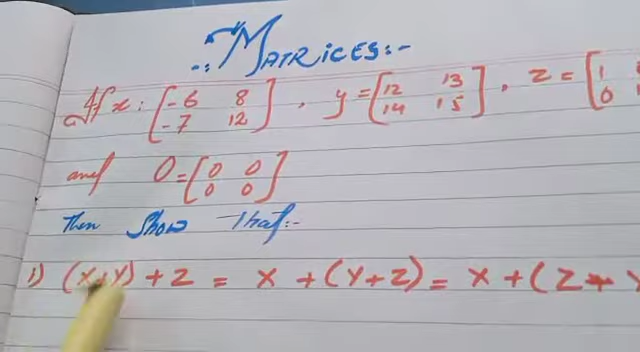 MATRICES:-
If x : [-6 8 , y = [12 13 , z = [1
-7 12] 14 15] 0
and O = [0 0
0 0]
Then Show That:-
i) (X+Y) + Z = X + (Y+Z) = X + (Z +